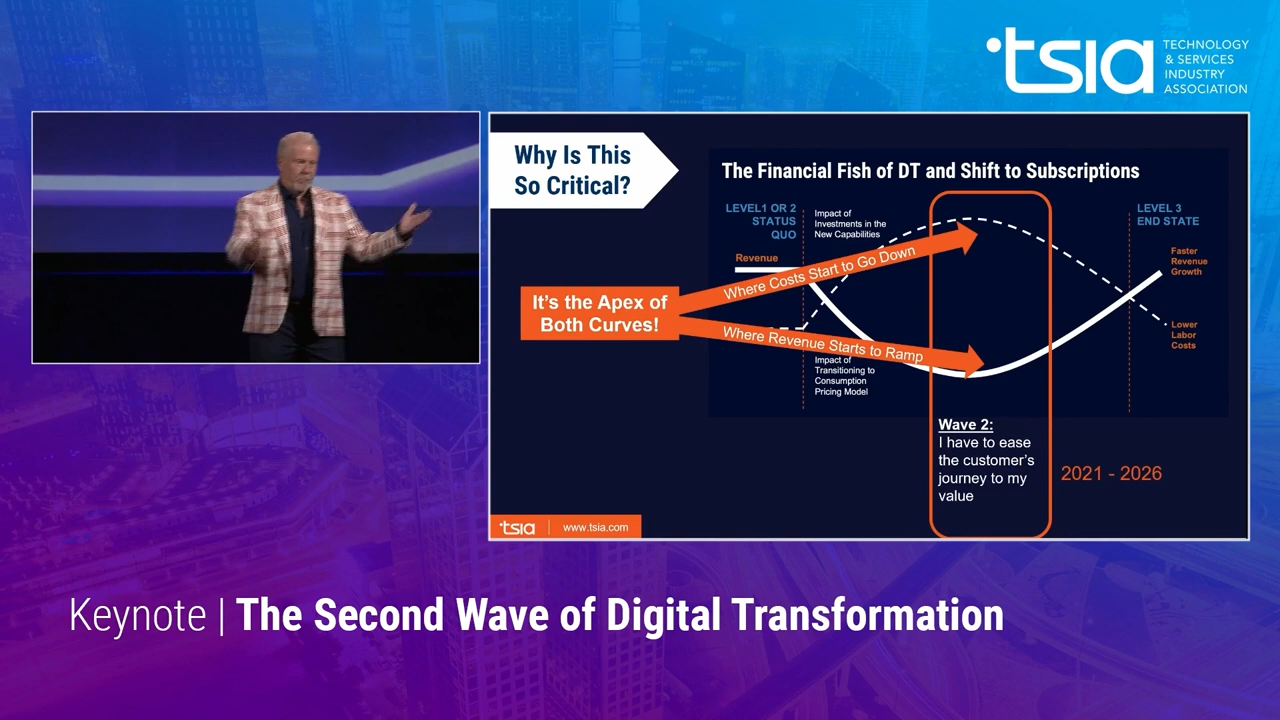 tsia
TECHNOLOGY
& SERVICES
INDUSTRY
ASSOCIATION
Why Is This
So Critical?
The Financial Fish of DT and Shift to Subscriptions
LEVEL1 OR 2
STATUS
QUO
Impact of
Investments in the
New Capabilities
LEVEL 3
END STATE
Revenue
Faster
Revenue
Growth
Where Costs Start to Go Down
It's the Apex of
Both Curves!
Where Revenue Starts to Ramp
Lower
Labor
Costs
Impact of
Transitioning to
Consumption
Pricing Model
Wave 2:
I have to ease
the customer's
journey to my
value
2021 - 2026
tsia | www.tsia.com
Keynote | The Second Wave of Digital Transformation